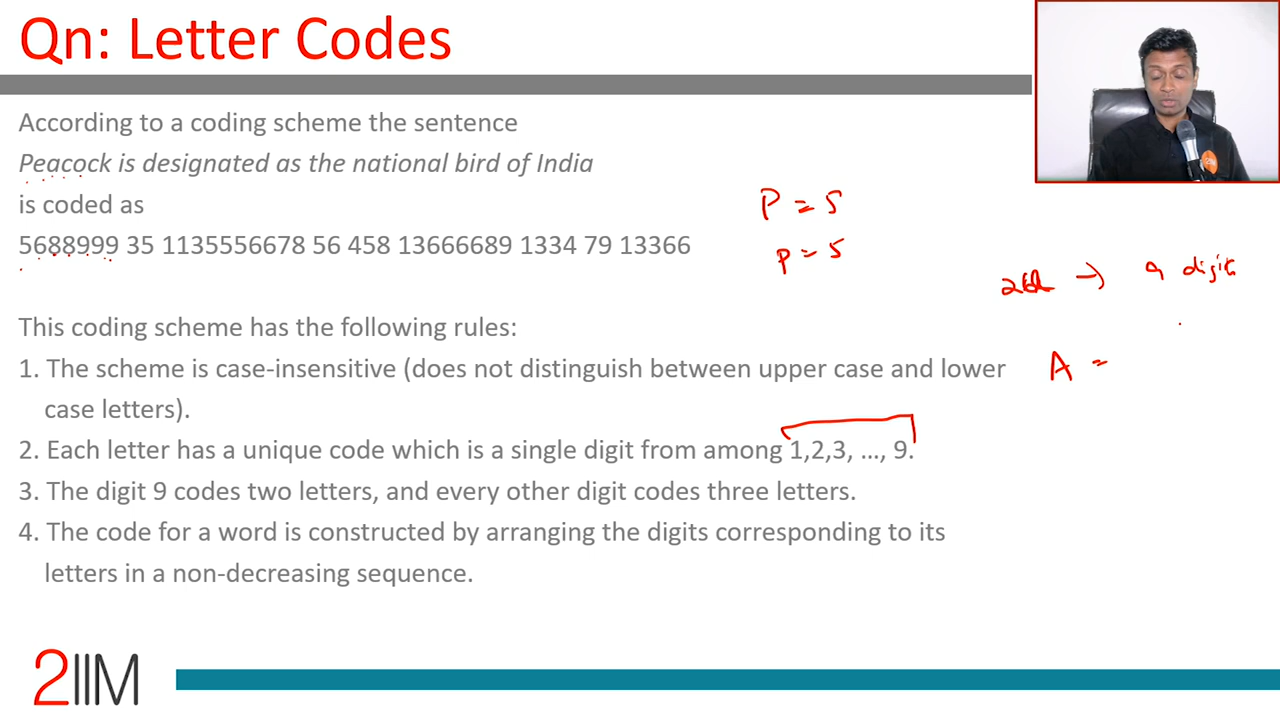 Qn: Letter Codes
According to a coding scheme the sentence
Peacock is designated as the national bird of India
is coded as
5688999 35 1135556678 56 458 13666689 1334 79 13366
P = 5
P = 5
→ 9 digits
This coding scheme has the following rules:
1. The scheme is case-insensitive (does not distinguish between upper case and lower
case letters).
A =
2. Each letter has a unique code which is a single digit from among 1,2,3, ..., 9.
3. The digit 9 codes two letters, and every other digit codes three letters.
4. The code for a word is constructed by arranging the digits corresponding to its
letters in a non-decreasing sequence.
2IIM